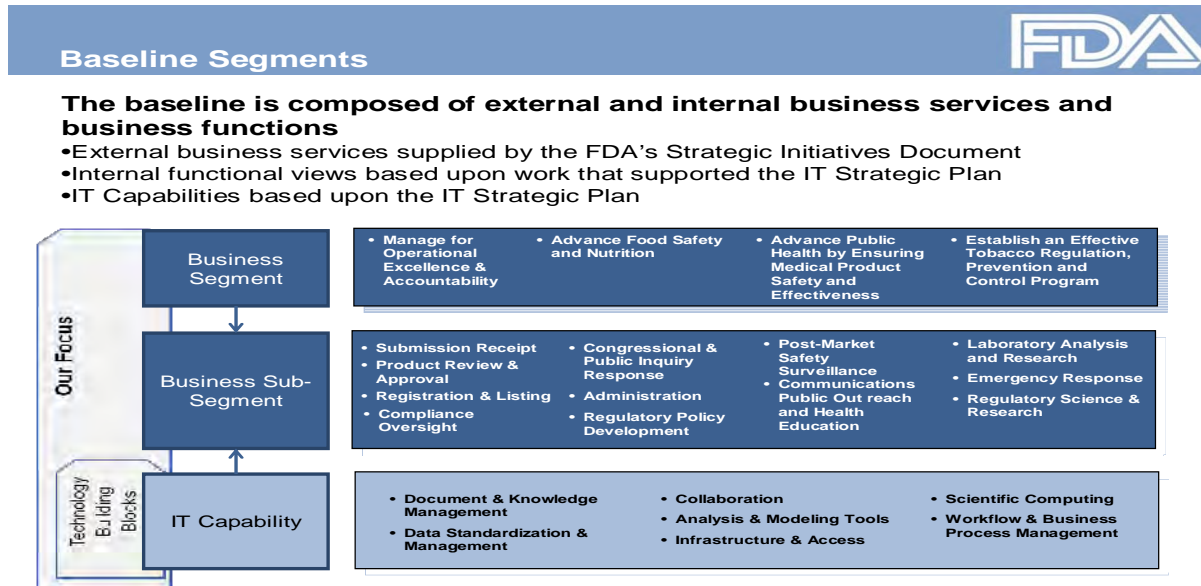 Baseline Segments
FDA
The baseline is composed of external and internal business services and
business functions
•External business services supplied by the FDA's Strategic Initiatives Document
•Internal functional views based upon work that supported the IT Strategic Plan
•IT Capabilities based upon the IT Strategic Plan
Our Focus
Business
Segment
• Manage for
Operational
Excellence &
Accountability
• Advance Food Safety
and Nutrition
• Advance Public
Health by Ensuring
Medical Product
Safety and
Effectiveness
• Establish an Effective
Tobacco Regulation,
Prevention and
Control Program
Business Sub-
Segment
• Submission Receipt
• Product Review &
Approval
• Registration & Listing
• Compliance
Oversight
• Congressional &
Public Inquiry
Response
• Administration
• Regulatory Policy
Development
• Post-Market
Safety
Surveillance
• Communications
Public Out reach
and Health
Education
• Laboratory Analysis
and Research
• Emergency Response
• Regulatory Science &
Research
Technology
Bu lding
Blocks
IT Capability
• Document & Knowledge
Management
• Data Standardization &
Management
• Collaboration
• Analysis & Modeling Tools
• Infrastructure & Access
• Scientific Computing
• Workflow & Business
Process Management